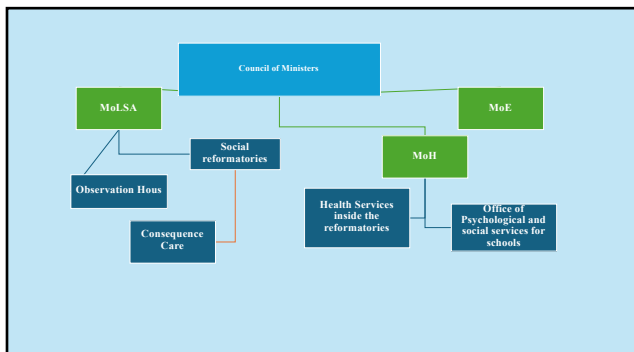 Council of Ministers
MoLSA
MoE
Social
reformatories
MoH
Observation Hous
Health Services
inside the
reformatories
Office of
Psychological and
social services for
schools
Consequence
Care